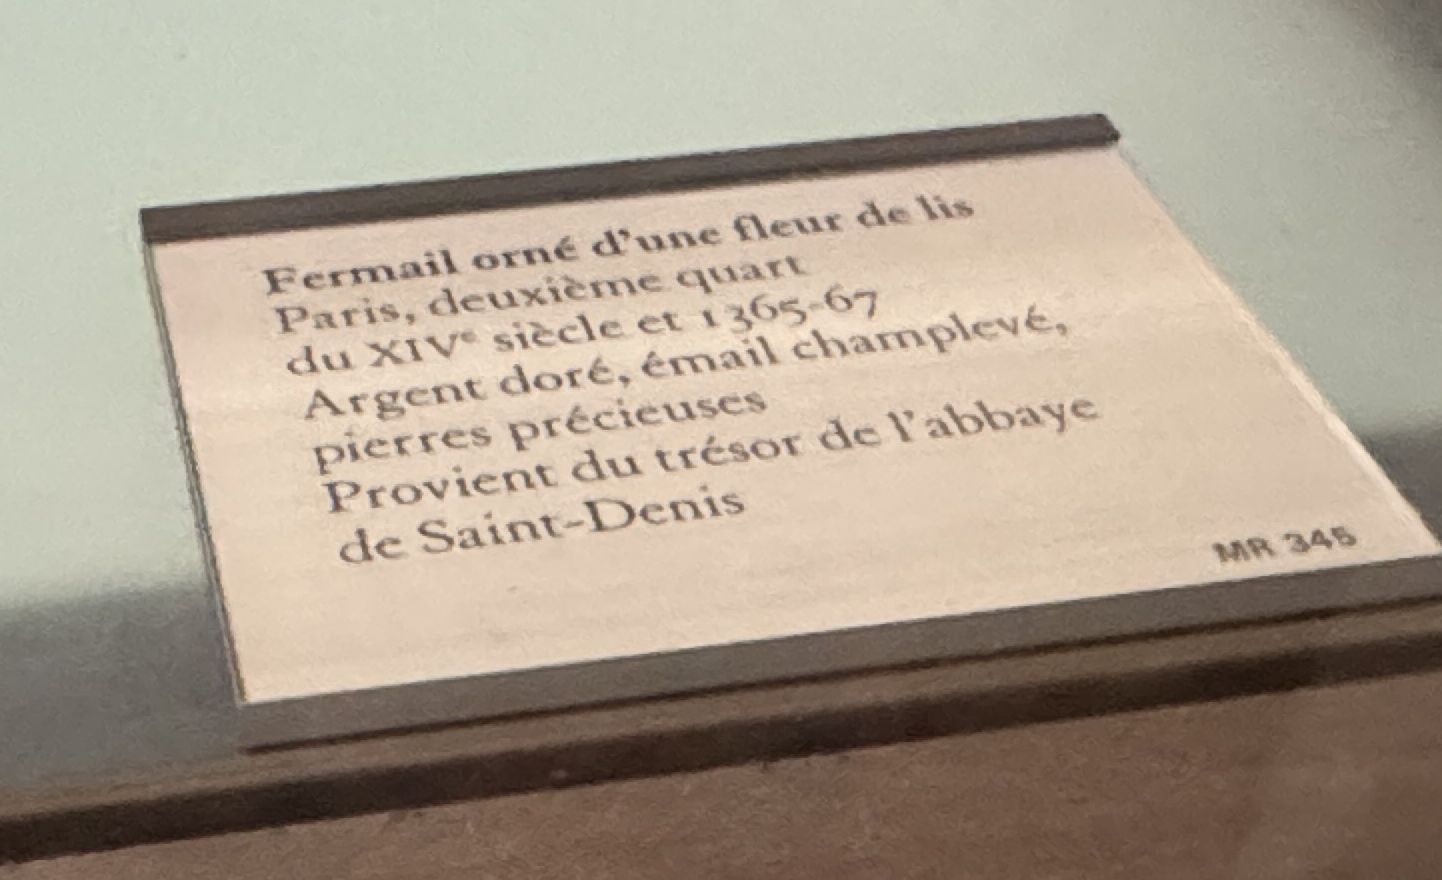 Fermail orné d'une fleur de lis
Paris, deuxième quart
du XIVᵉ siècle et 1365-67
Argent doré, émail champlevé,
pierres précieuses
Provient du trésor de l'abbaye
de Saint-Denis
MR 345